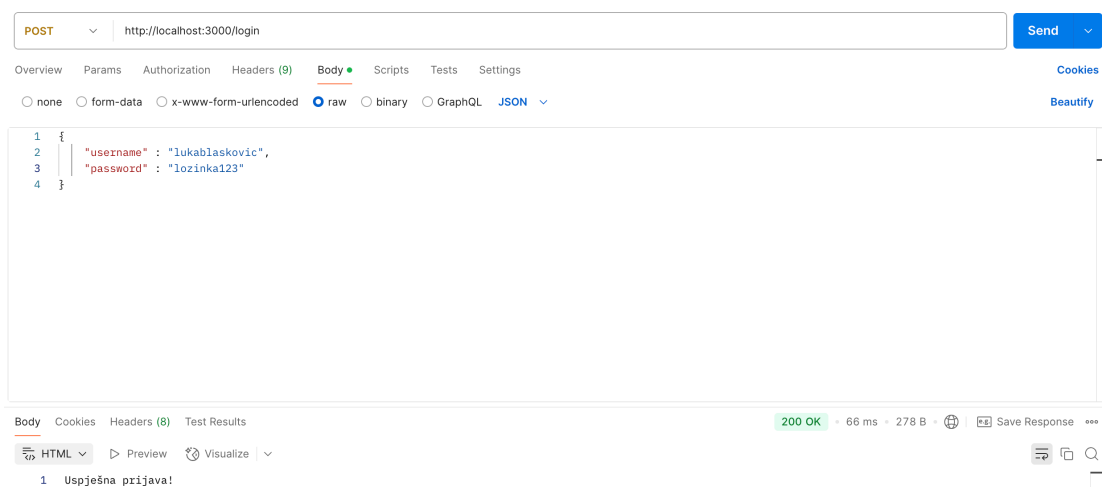 POST http://localhost:3000/login Send
Overview Params Authorization Headers (9) Body Scripts Tests Settings Cookies
none form-data x-www-form-urlencoded raw binary GraphQL JSON Beautify
1 {
2 "username" : "lukablaskovic",
3 "password" : "lozinka123"
4 }
Body Cookies Headers (8) Test Results 200 OK • 66 ms • 278 B • e.g. Save Response
HTML Preview Visualize
1 Uspješna prijava!